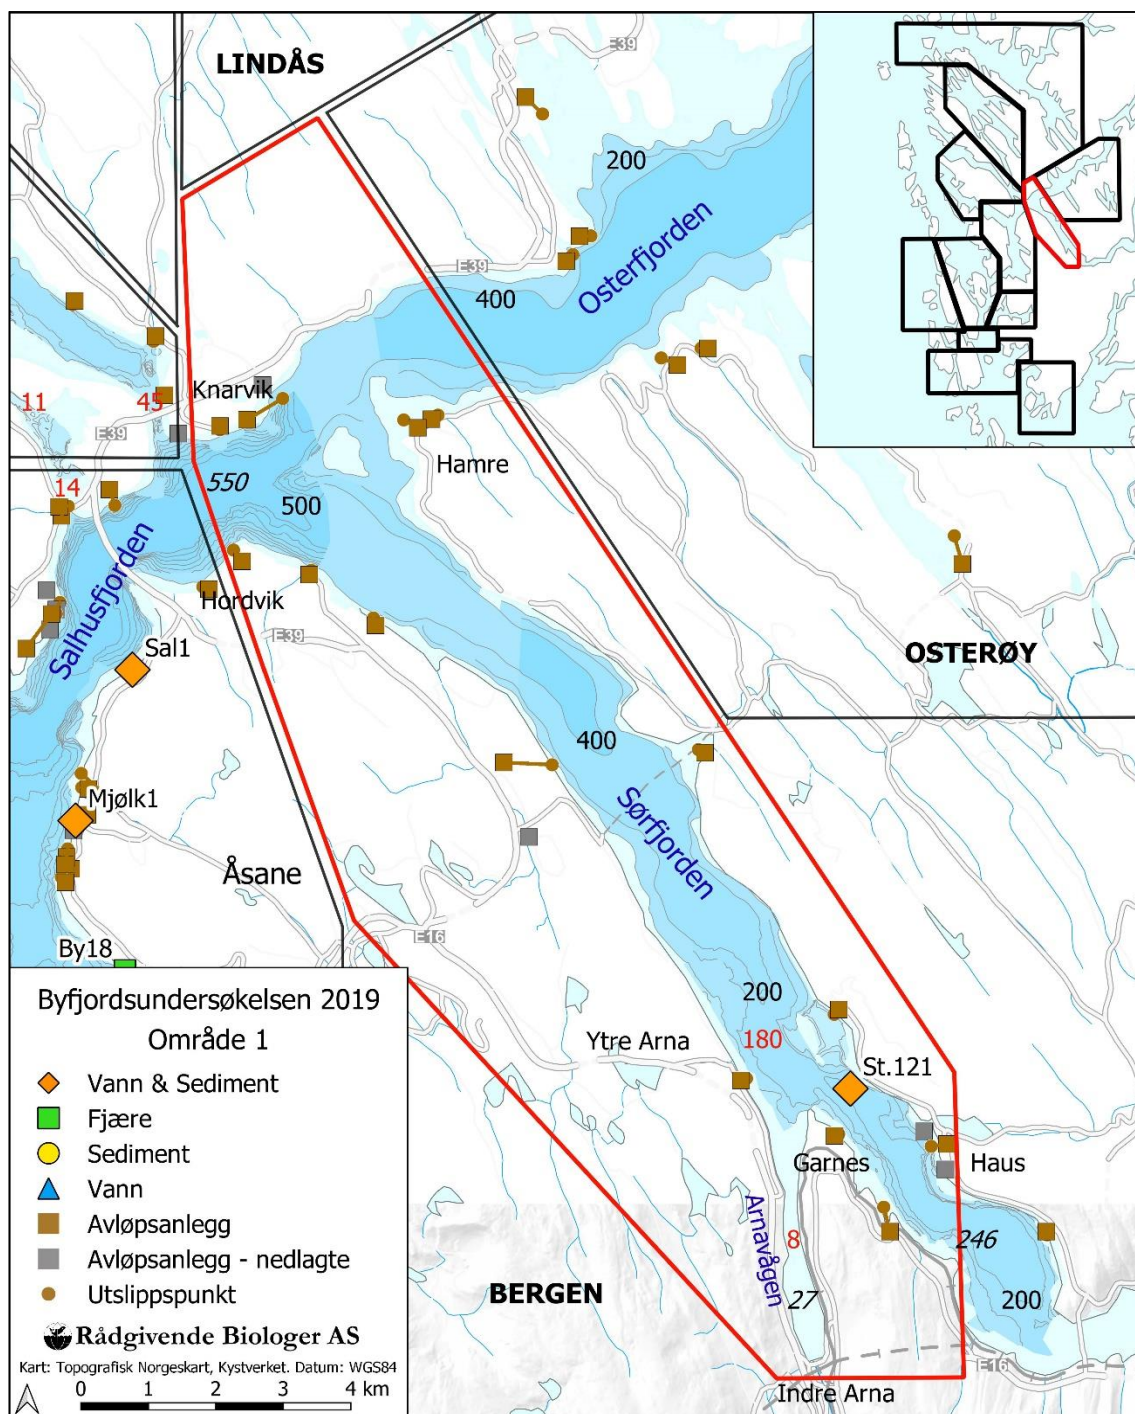 LINDÅS
E39
200
Osterfjorden
E39
400
Knarvik
11
45
E39
Hamre
14
550
500
Salhusfjorden
Hordvik
E39
Sal1
OSTERØY
400
Mjølk1
Sørfjorden
Åsane
E16
By18
200
180
Ytre Arna
St.121
Garnes
Haus
Arnavågen
8
246
BERGEN
27
200
E16
Indre Arna
Byfjordsundersøkelsen 2019
Område 1
Vann & Sediment
Fjære
Sediment
Vann
Avløpsanlegg
Avløpsanlegg - nedlagte
Utslippspunkt
Rådgivende Biologer AS
Kart: Topografisk Norgeskart, Kystverket. Datum: WGS84
0 1 2 3 4 km